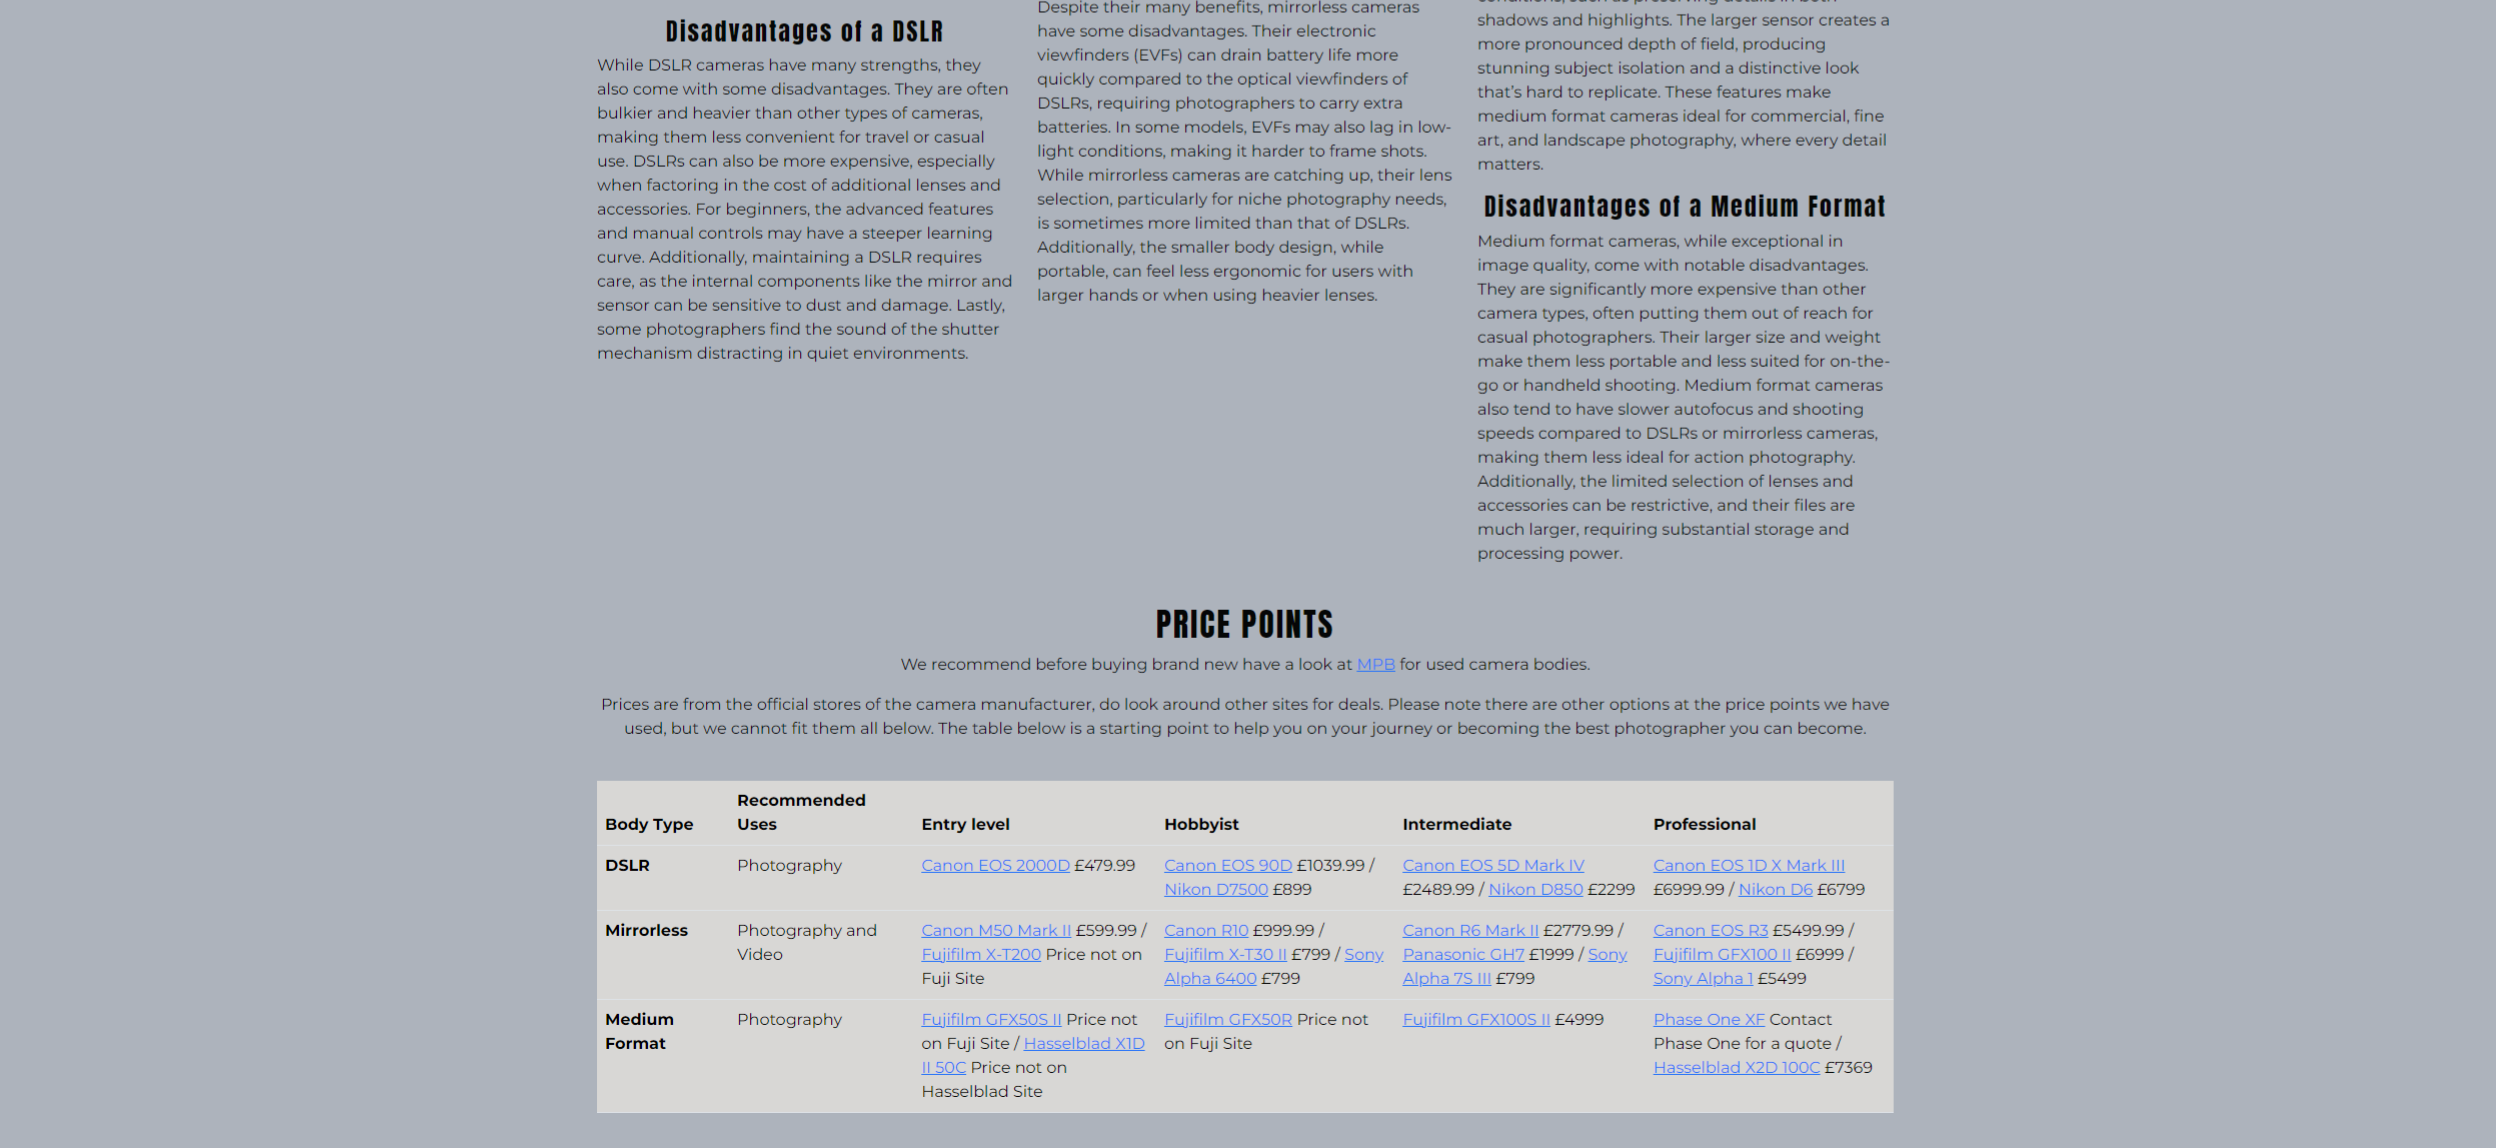 Disadvantages of a DSLR
While DSLR cameras have many strengths, they
also come with some disadvantages. They are often
bulkier and heavier than other types of cameras,
making them less convenient for travel or casual
use. DSLRs can also be more expensive, especially
when factoring in the cost of additional lenses and
accessories. For beginners, the advanced features
and manual controls may have a steeper learning
curve. Additionally, maintaining a DSLR requires
care, as the internal components like the mirror and
sensor can be sensitive to dust and damage. Lastly,
some photographers find the sound of the shutter
mechanism distracting in quiet environments.
Despite their many benefits, mirrorless cameras
have some disadvantages. Their electronic
viewfinders (EVFs) can drain battery life more
quickly compared to the optical viewfinders of
DSLRs, requiring photographers to carry extra
batteries. In some models, EVFs may also lag in low-
light conditions, making it harder to frame shots.
While mirrorless cameras are catching up, their lens
selection, particularly for niche photography needs,
is sometimes more limited than that of DSLRs.
Additionally, the smaller body design, while
portable, can feel less ergonomic for users with
larger hands or when using heavier lenses.
shadows and highlights. The larger sensor creates a
more pronounced depth of field, producing
stunning subject isolation and a distinctive look
that's hard to replicate. These features make
medium format cameras ideal for commercial, fine
art, and landscape photography, where every detail
matters.
Disadvantages of a Medium Format
Medium format cameras, while exceptional in
image quality, come with notable disadvantages.
They are significantly more expensive than other
camera types, often putting them out of reach for
casual photographers. Their larger size and weight
make them less portable and less suited for on-the-
go or handheld shooting. Medium format cameras
also tend to have slower autofocus and shooting
speeds compared to DSLRs or mirrorless cameras,
making them less ideal for action photography.
Additionally, the limited selection of lenses and
accessories can be restrictive, and their files are
much larger, requiring substantial storage and
processing power.
PRICE POINTS
We recommend before buying brand new have a look at MPB for used camera bodies.
Prices are from the official stores of the camera manufacturer, do look around other sites for deals. Please note there are other options at the price points we have
used, but we cannot fit them all below. The table below is a starting point to help you on your journey or becoming the best photographer you can become.
Body Type
Recommended
Uses
Entry level
Hobbyist
Intermediate
Professional
DSLR
Photography
Canon EOS 2000D £479.99
Canon EOS 90D £1039.99 /
Nikon D7500 £899
Canon EOS 5D Mark IV
£2489.99 / Nikon D850 £2299
Canon EOS 1D X Mark III
£6999.99 / Nikon D6 £6799
Mirrorless
Photography and
Video
Canon M50 Mark II £599.99 /
Fujifilm X-T200 Price not on
Fuji Site
Canon R10 £999.99 /
Fujifilm X-T30 II £799 / Sony
Alpha 6400 £799
Canon R6 Mark II £2779.99 /
Panasonic GH7 £1999 / Sony
Alpha 7S III £799
Canon EOS R3 £5499.99 /
Fujifilm GFX100 II £6999 /
Sony Alpha 1 £5499
Medium
Format
Photography
Fujifilm GFX50S II Price not
on Fuji Site / Hasselblad X1D
II 50C Price not on
Hasselblad Site
Fujifilm GFX50R Price not
on Fuji Site
Fujifilm GFX100S II £4999
Phase One XF Contact
Phase One for a quote /
Hasselblad X2D 100C £7369